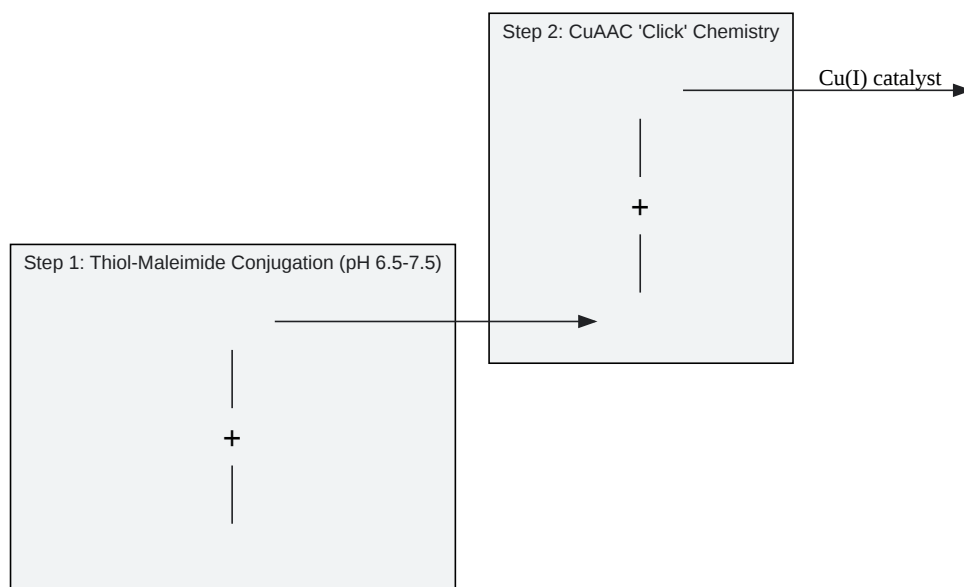 Step 2: CuAAC 'Click' Chemistry
Cu(I) catalyst
+
Step 1: Thiol-Maleimide Conjugation (pH 6.5-7.5)
+